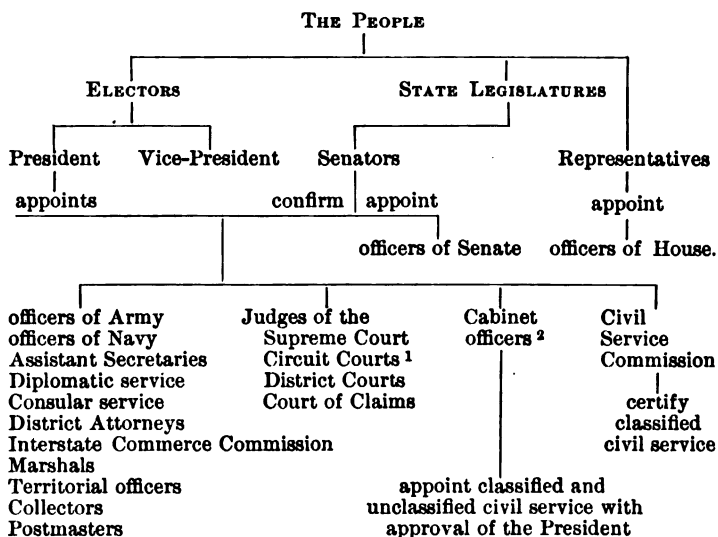 THE PEOPLE
ELECTORS
STATE LEGISLATURES
President Vice-President Senators Representatives
appoints confirm appoint appoint
officers of Senate officers of House.
officers of Army
officers of Navy
Assistant Secretaries
Diplomatic service
Consular service
District Attorneys
Interstate Commerce Commission
Marshals
Territorial officers
Collectors
Postmasters
Judges of the
Supreme Court
Circuit Courts 1
District Courts
Court of Claims
Cabinet
officers 2
appoint classified and
unclassified civil service with
approval of the President
Civil
Service
Commission
certify
classified
civil service